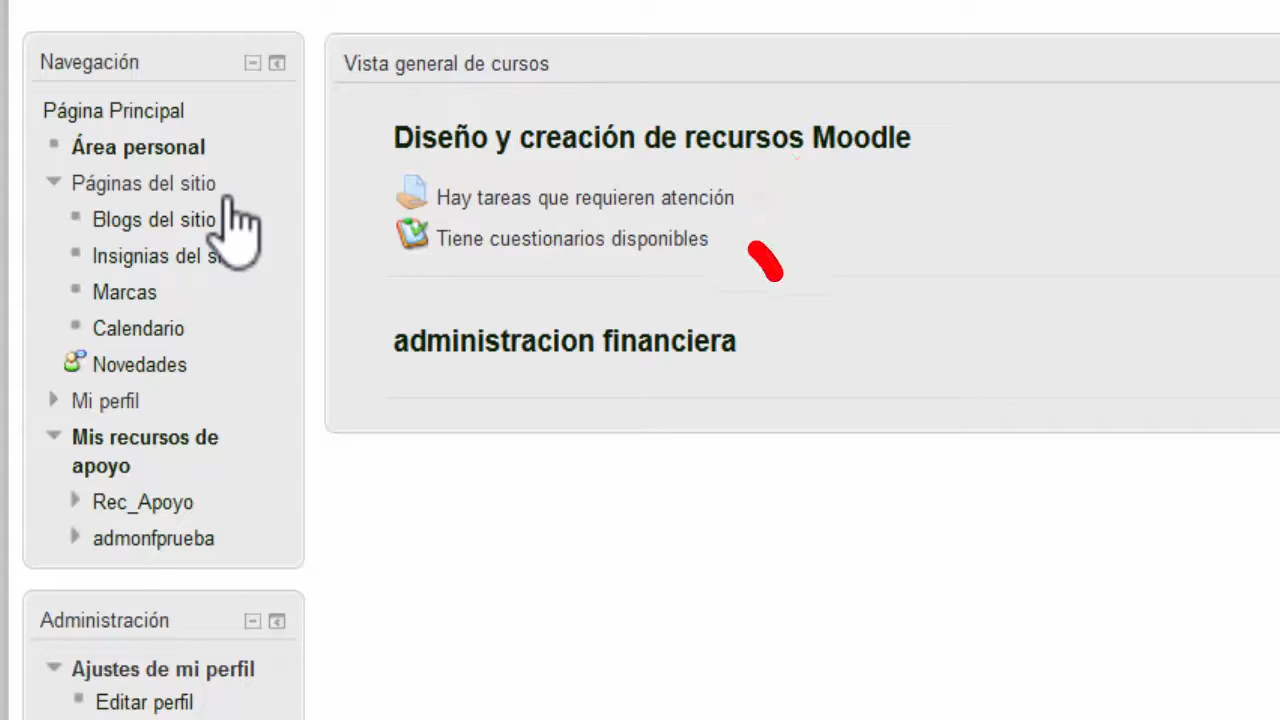 Navegación
Página Principal
Área personal
Páginas del sitio
Blogs del sitio
Insignias del
Marcas
Calendario
Novedades
Mi perfil
Mis recursos de
apoyo
Rec_Apoyo
admonfprueba
Administración
Ajustes de mi perfil
Editar perfil
Vista general de cursos
Diseño y creación de recursos Moodle
Hay tareas que requieren atención
Tiene cuestionarios disponibles
administracion financiera